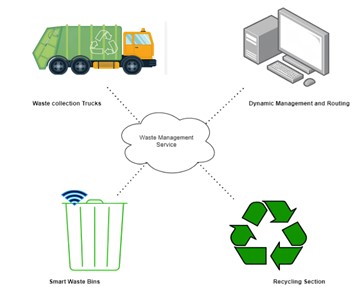 Waste collection Trucks
Dynamic Management and Routing
Waste Management
Service
Smart Waste Bins
Recycling Section